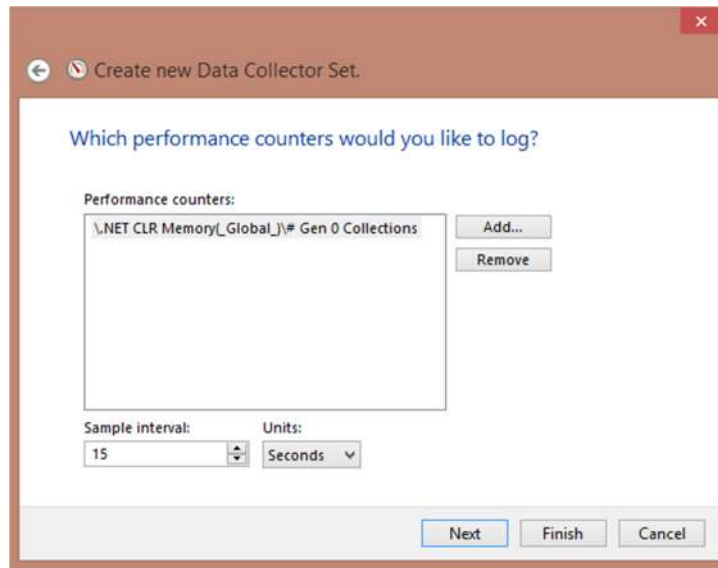 Create new Data Collector Set.
Which performance counters would you like to log?
Performance counters:
\.NET CLR Memory(_Global_)\# Gen 0 Collections
Add...
Remove
Sample interval:
Units:
15
Seconds
Next
Finish
Cancel